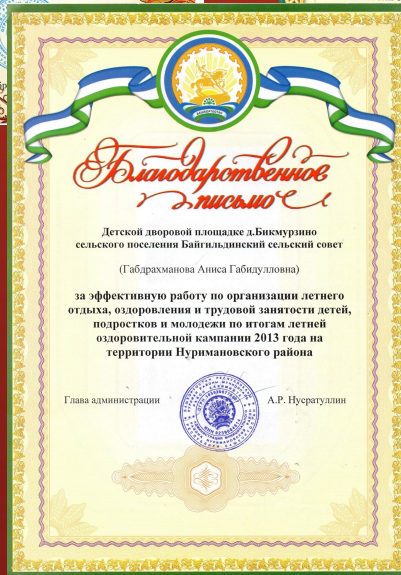 Благодарственное
письмо
Детской дворовой площадке д.Бикмурзино
сельского поселения Байгильдинский сельский совет
(Габдрахманова Аниса Габидулловна)
за эффективную работу по организации летнего
отдыха, оздоровления и трудовой занятости детей,
подростков и молодежи по итогам летней
оздоровительной кампании 2013 года на
территории Нуримановского района
Глава администрации А.Р. Нусратуллин